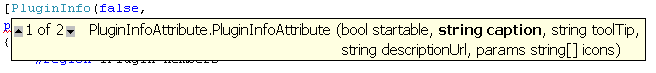 [PluginInfo(false,
1 of 2 PluginInfoAttribute.PluginInfoAttribute (bool startable, string caption, string toolTip,
string descriptionUrl, params string[] icons)
{